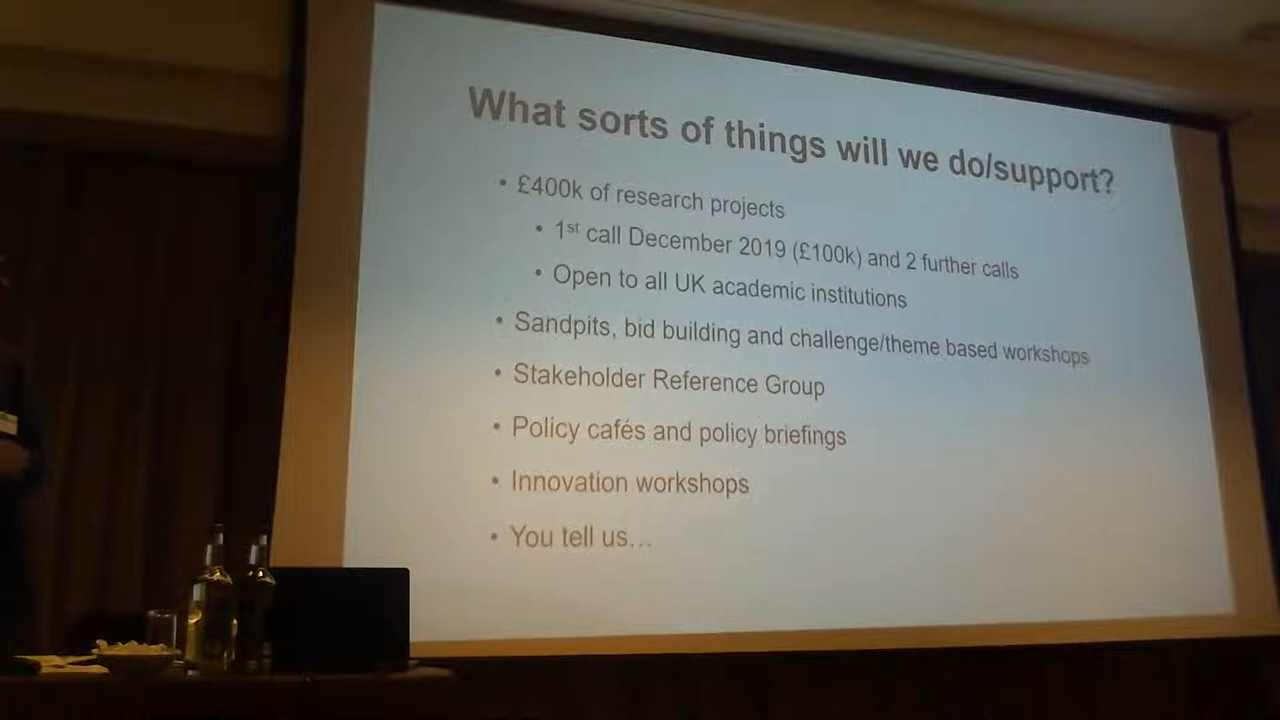 What sorts of things will we do/support?
• £400k of research projects
• 1st call December 2019 (£100k) and 2 further calls
• Open to all UK academic institutions
• Sandpits, bid building and challenge/theme based workshops
• Stakeholder Reference Group
• Policy cafés and policy briefings
• Innovation workshops
• You tell us…